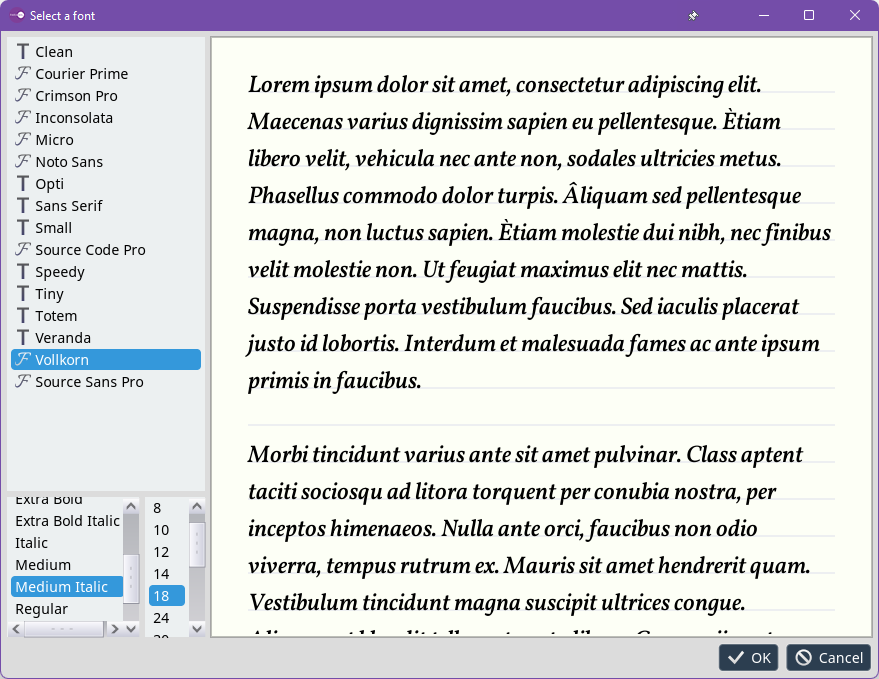 Select a font
Clean
Courier Prime
Crimson Pro
Inconsolata
Micro
Noto Sans
Opti
Sans Serif
Small
Source Code Pro
Speedy
Tiny
Totem
Veranda
Vollkorn
Source Sans Pro
Extra Bold
Extra Bold Italic
Italic
Medium
Medium Italic
Regular
8
10
12
14
18
24
Lorem ipsum dolor sit amet, consectetur adipiscing elit.
Maecenas varius dignissim sapien eu pellentesque. Ètiam
libero velit, vehicula nec ante non, sodales ultricies metus.
Phasellus commodo dolor turpis. Âliquam sed pellentesque
magna, non luctus sapien. Ètiam molestie dui nibh, nec finibus
velit molestie non. Ut feugiat maximus elit nec mattis.
Suspendisse porta vestibulum faucibus. Sed iaculis placerat
justo id lobortis. Interdum et malesuada fames ac ante ipsum
primis in faucibus.
Morbi tincidunt varius ante sit amet pulvinar. Class aptent
taciti sociosqu ad litora torquent per conubia nostra, per
inceptos himenaeos. Nulla ante orci, faucibus non odio
viverra, tempus rutrum ex. Mauris sit amet hendrerit quam.
Vestibulum tincidunt magna suscipit ultrices congue.
OK
Cancel